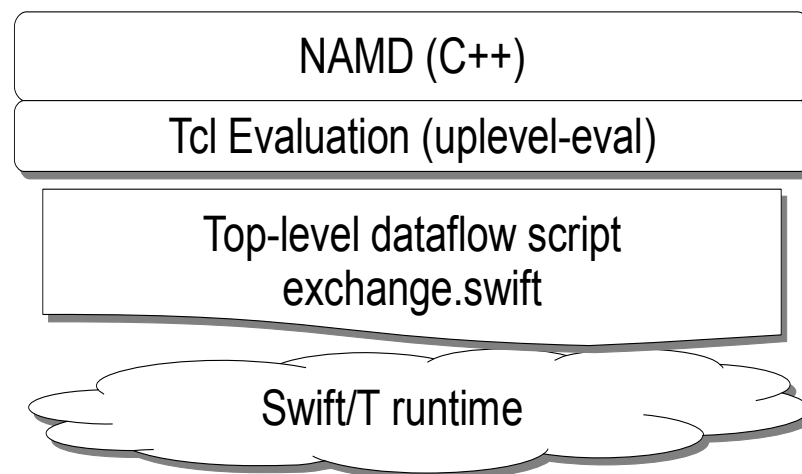 NAMD (C++)
Tcl Evaluation (uplevel-eval)
Top-level dataflow script
exchange.swift
Swift/T runtime